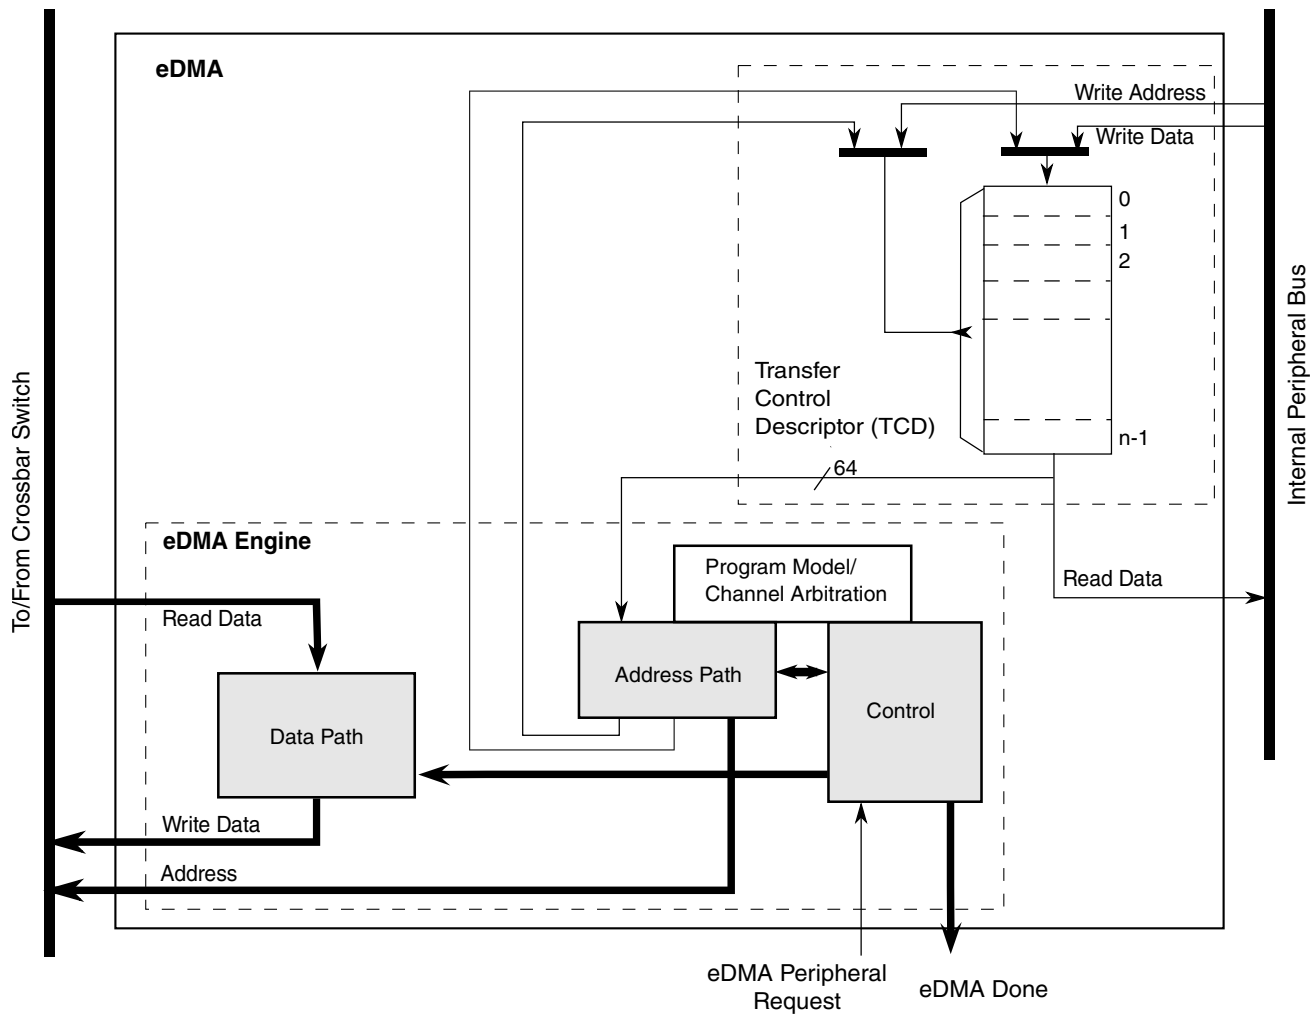 eDMA
Write Address
Write Data
0
1
2
n-1
Transfer
Control
Descriptor (TCD)
64
To/From Crossbar Switch
Internal Peripheral Bus
eDMA Engine
Program Model/
Channel Arbitration
Read Data
Read Data
Address Path
Control
Data Path
Write Data
Address
eDMA Peripheral
Request
eDMA Done